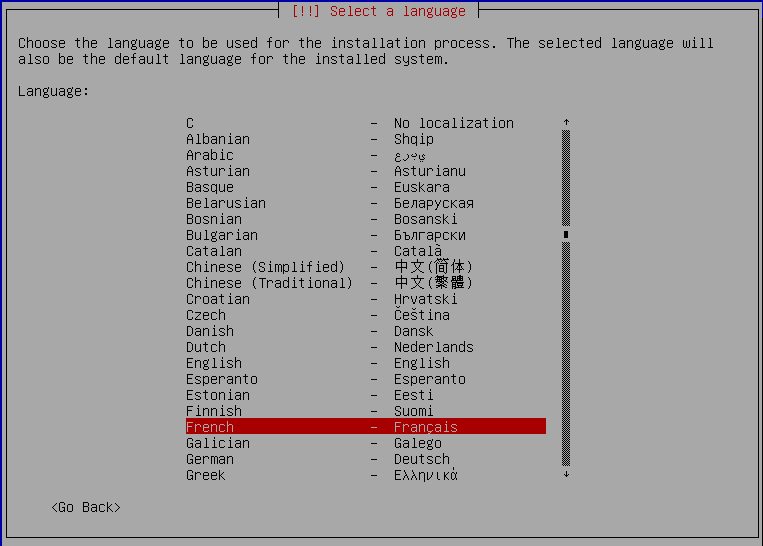 [!!] Select a language
Choose the language to be used for the installation process. The selected language will
also be the default language for the installed system.
Language:
C - No localization
Albanian - Shqip
Arabic - عربي
Asturian - Asturianu
Basque - Euskara
Belarusian - Беларуская
Bosnian - Bosanski
Bulgarian - Български
Catalan - Català
Chinese (Simplified) - 中文(简体)
Chinese (Traditional) - 中文(繁體)
Croatian - Hrvatski
Czech - Čeština
Danish - Dansk
Dutch - Nederlands
English - English
Esperanto - Esperanto
Estonian - Eesti
Finnish - Suomi
French - Français
Galician - Galego
German - Deutsch
Greek - Ελληνικά
<Go Back>